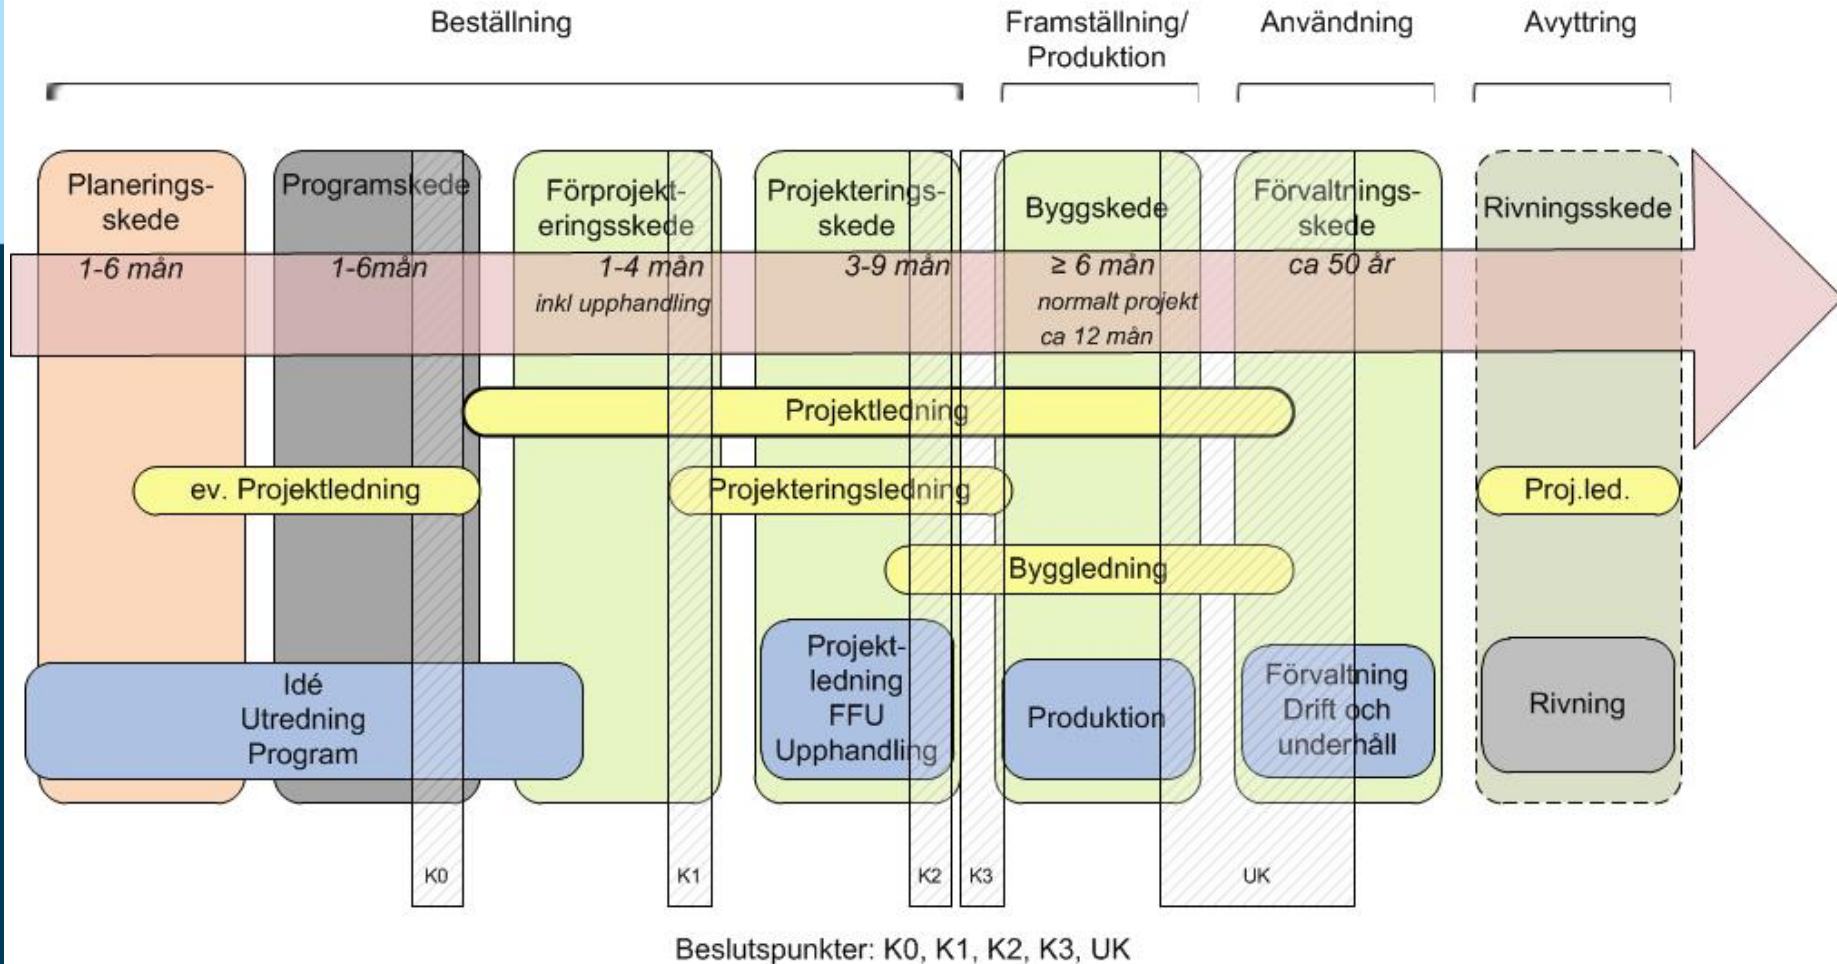 Beställning
Framställning/
Produktion
Användning
Avyttring
Planerings-
skede
1-6 mån
Programskede
1-6mån
Förprojekt-
eringsskede
1-4 mån
inkl upphandling
Projekterings-
skede
3-9 mån
Byggskede
≥ 6 mån
normalt projekt
ca 12 mån
Förvaltnings-
skede
ca 50 år
Rivningsskede
Projektledning
ev. Projektledning
Projekteringsledning
Proj.led.
Byggledning
Idé
Utredning
Program
Projekt-
ledning
FFU
Upphandling
Produktion
Förvaltning
Drift och
underhåll
Rivning
K0
K1
K2
K3
UK
Beslutspunkter: K0, K1, K2, K3, UK